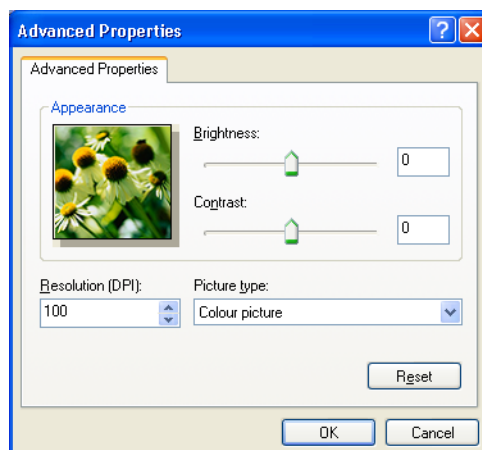 Advanced Properties
Advanced Properties
Appearance
Brightness:
0
Contrast:
0
Resolution (DPI): Picture type:
100 Colour picture
Reset
OK Cancel